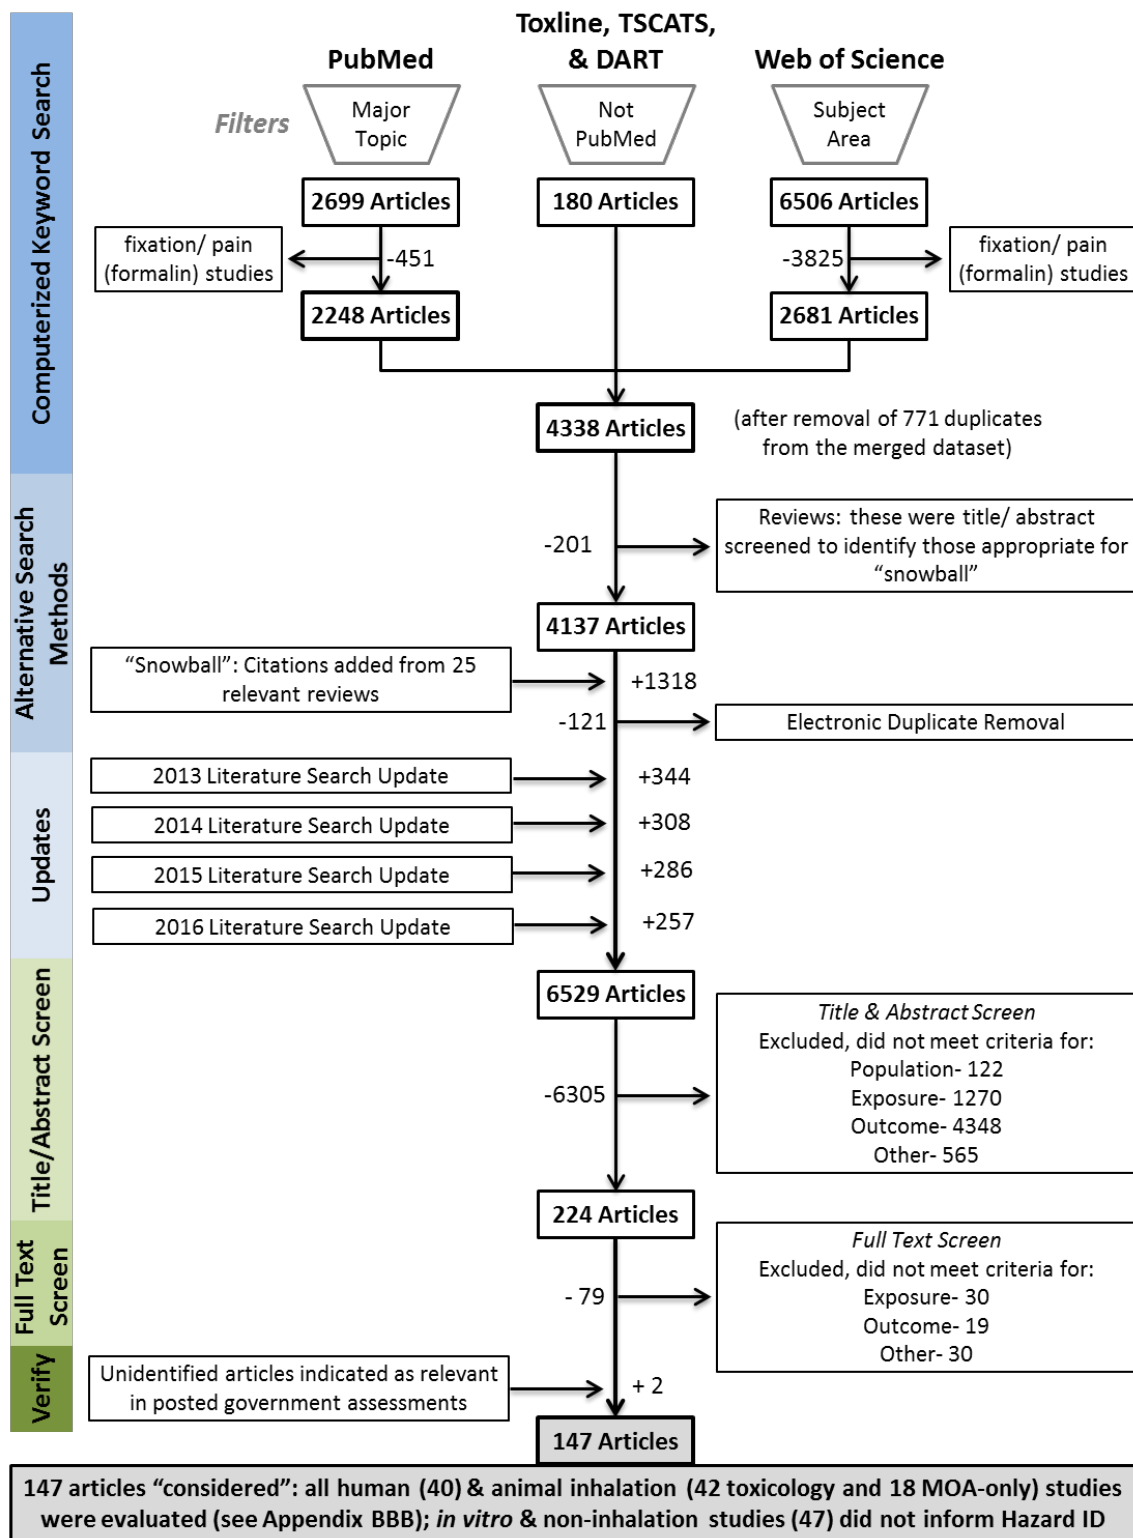 Toxline, TSCATS,
& DART
PubMed
Web of Science
Filters
Major
Topic
Not
PubMed
Subject
Area
Computerized Keyword Search
2699 Articles
180 Articles
6506 Articles
fixation/ pain
(formalin) studies
-451
-3825
fixation/ pain
(formalin) studies
2248 Articles
2681 Articles
4338 Articles
(after removal of 771 duplicates
from the merged dataset)
Alternative Search
Methods
-201
Reviews: these were title/ abstract
screened to identify those appropriate for
“snowball”
4137 Articles
“Snowball”: Citations added from 25
relevant reviews
+1318
-121
Electronic Duplicate Removal
Updates
2013 Literature Search Update
+344
2014 Literature Search Update
+308
2015 Literature Search Update
+286
2016 Literature Search Update
+257
Title/Abstract Screen
6529 Articles
-6305
Title & Abstract Screen
Excluded, did not meet criteria for:
Population- 122
Exposure- 1270
Outcome- 4348
Other- 565
224 Articles
Full Text
Screen
- 79
Full Text Screen
Excluded, did not meet criteria for:
Exposure- 30
Outcome- 19
Other- 30
Verify
Unidentified articles indicated as relevant
in posted government assessments
+ 2
147 Articles
147 articles “considered”: all human (40) & animal inhalation (42 toxicology and 18 MOA-only) studies
were evaluated (see Appendix BBB); in vitro & non-inhalation studies (47) did not inform Hazard ID